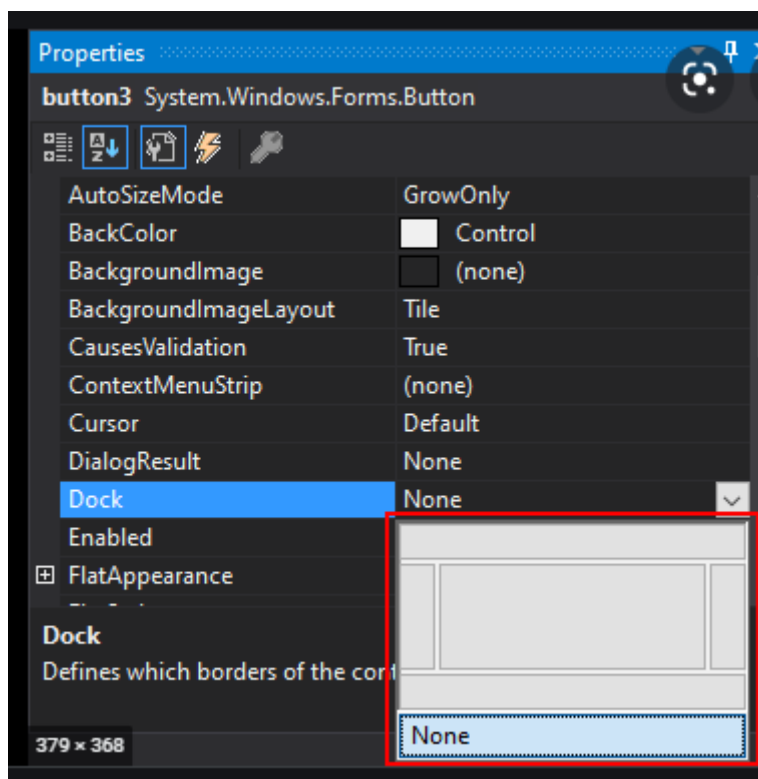 Properties
button3 System.Windows.Forms.Button
AutoSizeMode GrowOnly
BackColor Control
BackgroundImage (none)
BackgroundImageLayout Tile
CausesValidation True
ContextMenuStrip (none)
Cursor Default
DialogResult None
Dock None
Enabled
FlatAppearance
Dock
Defines which borders of the
None
379 × 368